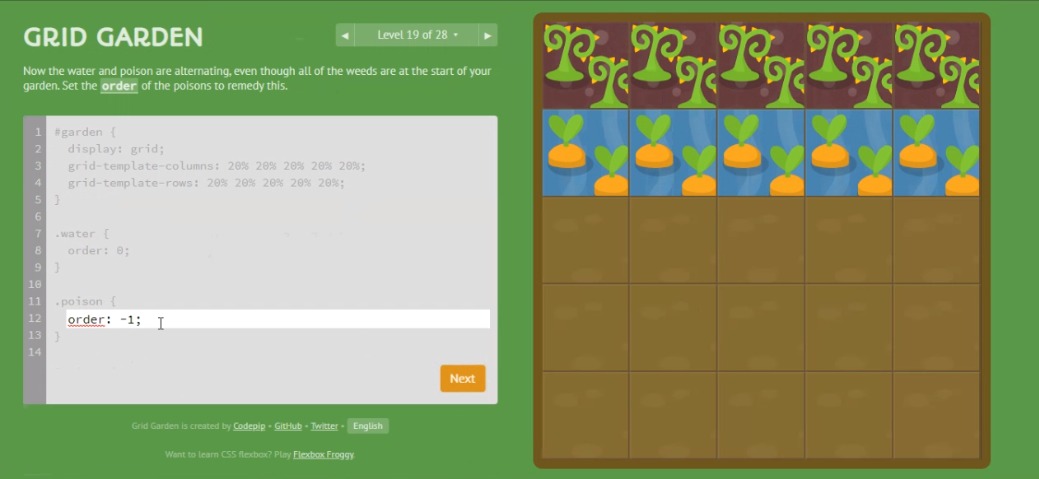 GRID GARDEN
◀ Level 19 of 28 ▾ ▶
Now the water and poison are alternating, even though all of the weeds are at the start of your
garden. Set the order of the poisons to remedy this.
1 #garden {
2 display: grid;
3 grid-template-columns: 20% 20% 20% 20% 20%;
4 grid-template-rows: 20% 20% 20% 20% 20%;
5 }
6
7 .water {
8 order: 0;
9 }
10
11 .poison {
12 order: -1;
13 }
14
Next
Grid Garden is created by Codepip • GitHub • Twitter • English
Want to learn CSS flexbox? Play Flexbox Froggy.